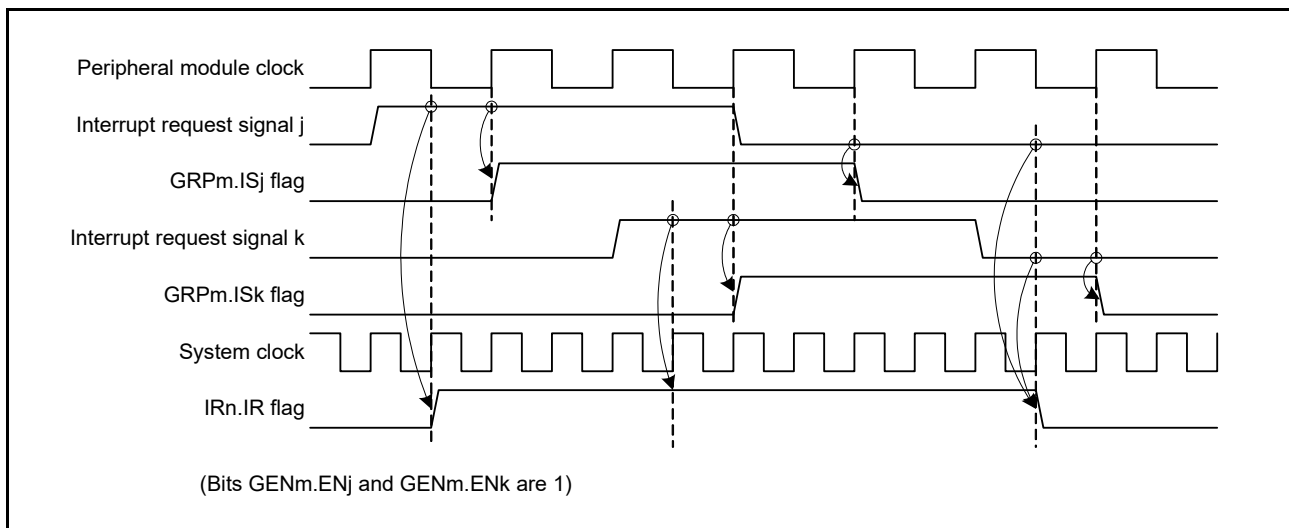 Peripheral module clock
Interrupt request signal j
GRPm.ISj flag
Interrupt request signal k
GRPm.ISk flag
System clock
IRn.IR flag
(Bits GENm.ENj and GENm.ENk are 1)